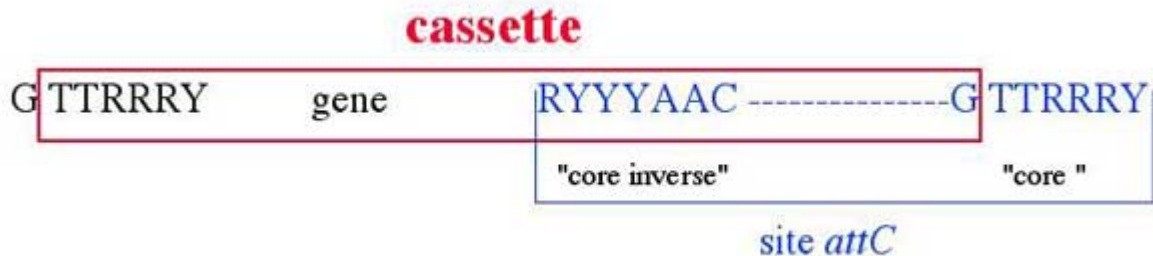 cassette
G TTRRRY gene RYYYAAC ---------------G TTRRRY
"core inverse" "core "
site attC